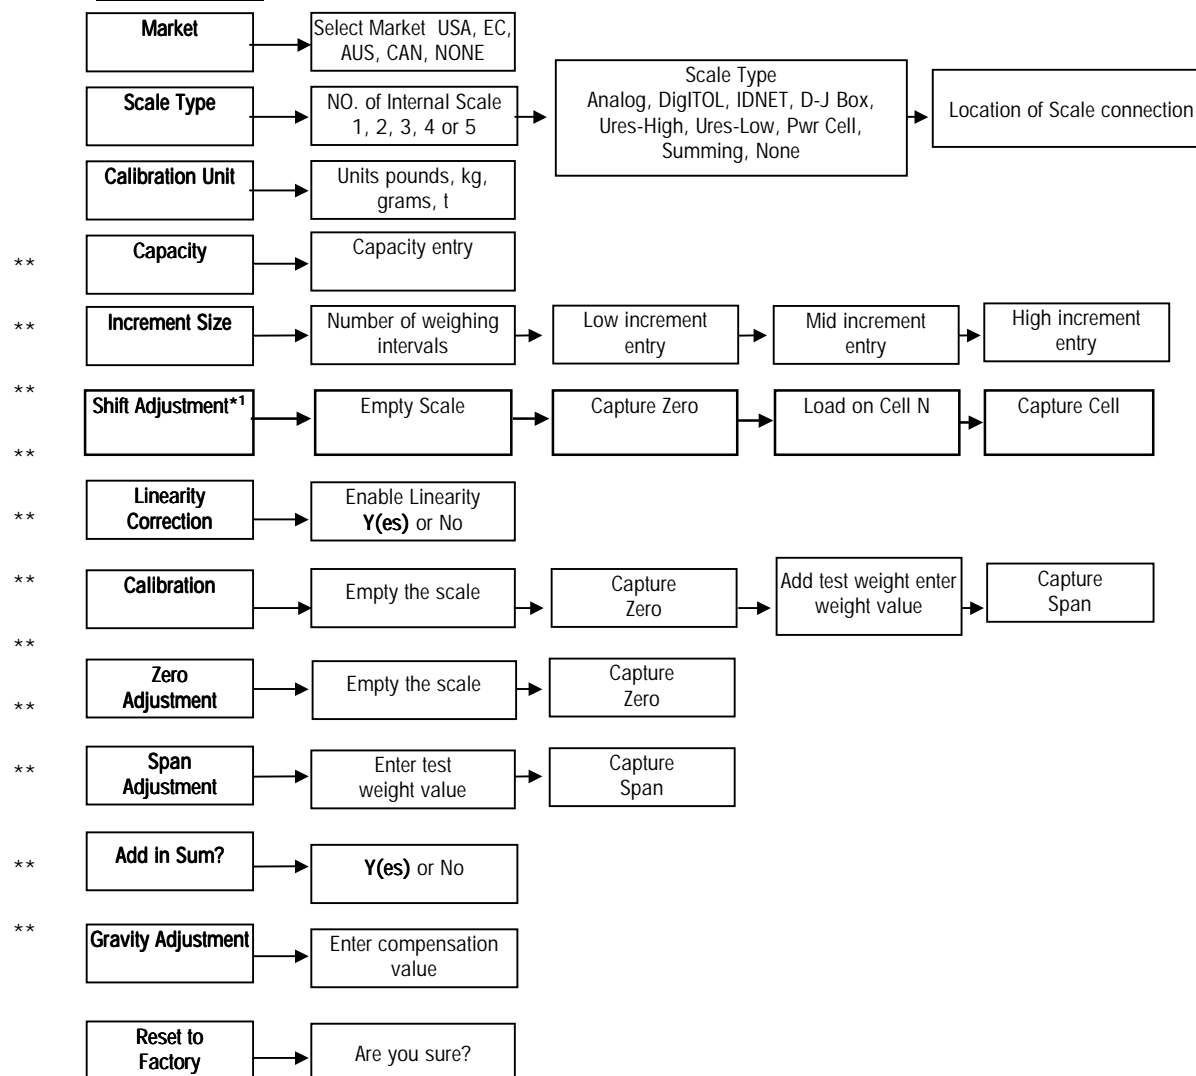 Market
Select Market USA, EC,
AUS, CAN, NONE
Scale Type
NO. of Internal Scale
1, 2, 3, 4 or 5
Scale Type
Analog, DigITOL, IDNET, D-J Box,
Ures-High, Ures-Low, Pwr Cell,
Summing, None
Location of Scale connection
Calibration Unit
Units pounds, kg,
grams, t
**
Capacity
Capacity entry
**
Increment Size
Number of weighing
intervals
Low increment
entry
Mid increment
entry
High increment
entry
**
Shift Adjustment*1
Empty Scale
Capture Zero
Load on Cell N
Capture Cell
**
**
Linearity
Correction
Enable Linearity
Y(es) or No
**
Calibration
Empty the scale
Capture
Zero
Add test weight enter
weight value
Capture
Span
**
Zero
Adjustment
Empty the scale
Capture
Zero
**
**
Span
Adjustment
Enter test
weight value
Capture
Span
**
Add in Sum?
Y(es) or No
**
Gravity Adjustment
Enter compensation
value
Reset to
Factory
Are you sure?